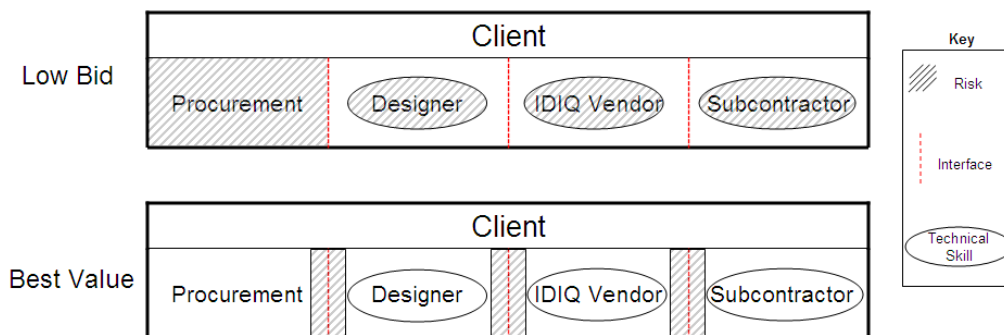 Client
Low Bid
Procurement
Designer
IDIQ Vendor
Subcontractor
Client
Best Value
Procurement
Designer
IDIQ Vendor
Subcontractor
Key
Risk
Interface
Technical
Skill